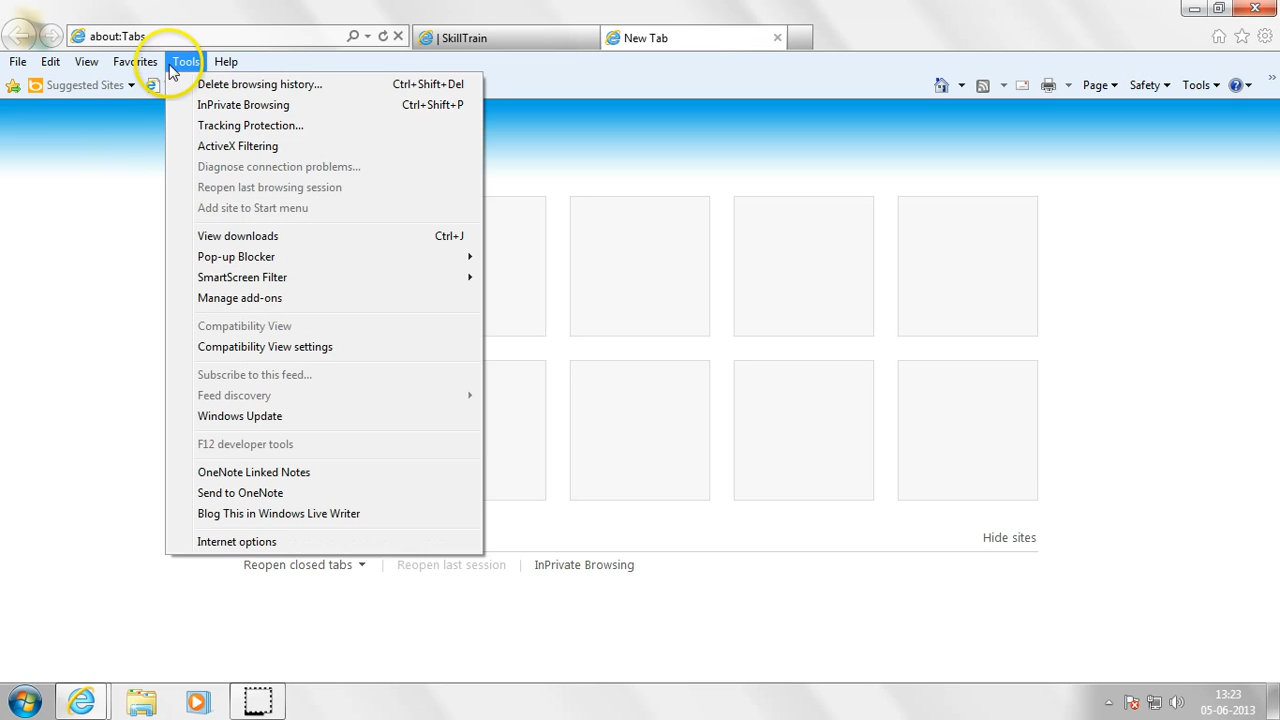 about:Tabs
| SkillTrain
New Tab
File Edit View Favorites Tools Help
Suggested Sites
Page Safety Tools
Delete browsing history... Ctrl+Shift+Del
InPrivate Browsing Ctrl+Shift+P
Tracking Protection...
ActiveX Filtering
Diagnose connection problems...
Reopen last browsing session
Add site to Start menu
View downloads Ctrl+J
Pop-up Blocker
SmartScreen Filter
Manage add-ons
Compatibility View
Compatibility View settings
Subscribe to this feed...
Feed discovery
Windows Update
F12 developer tools
OneNote Linked Notes
Send to OneNote
Blog This in Windows Live Writer
Internet options
Hide sites
Reopen closed tabs | Reopen last session | InPrivate Browsing
13:23
05-06-2013